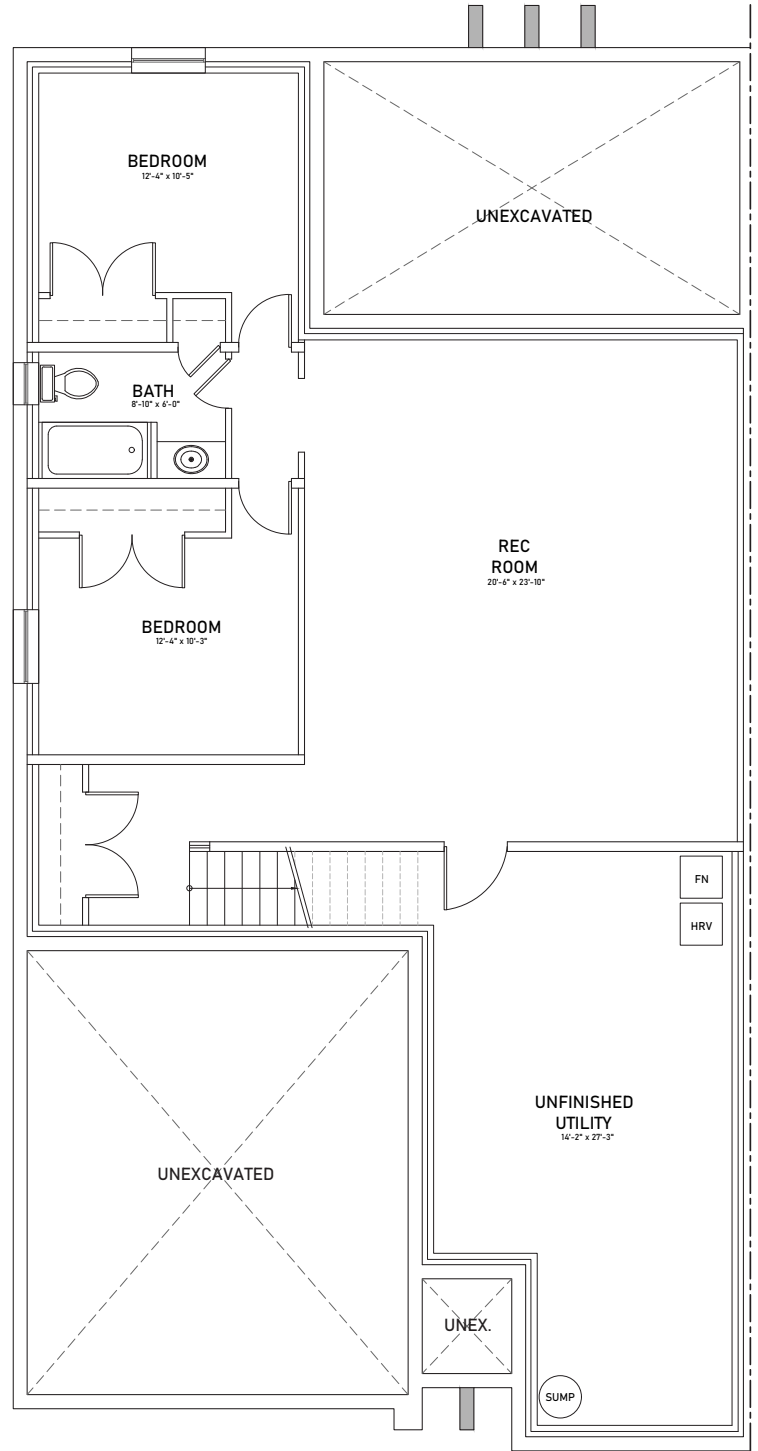 BEDROOM
12'-4" x 10'-5"
UNEXCAVATED
BATH
8'-10" x 6'-0"
REC
ROOM
20'-6" x 23'-10"
BEDROOM
12'-4" x 10'-3"
FN
HRV
UNFINISHED
UTILITY
14'-2" x 27'-3"
UNEXCAVATED
UNEX.
SUMP